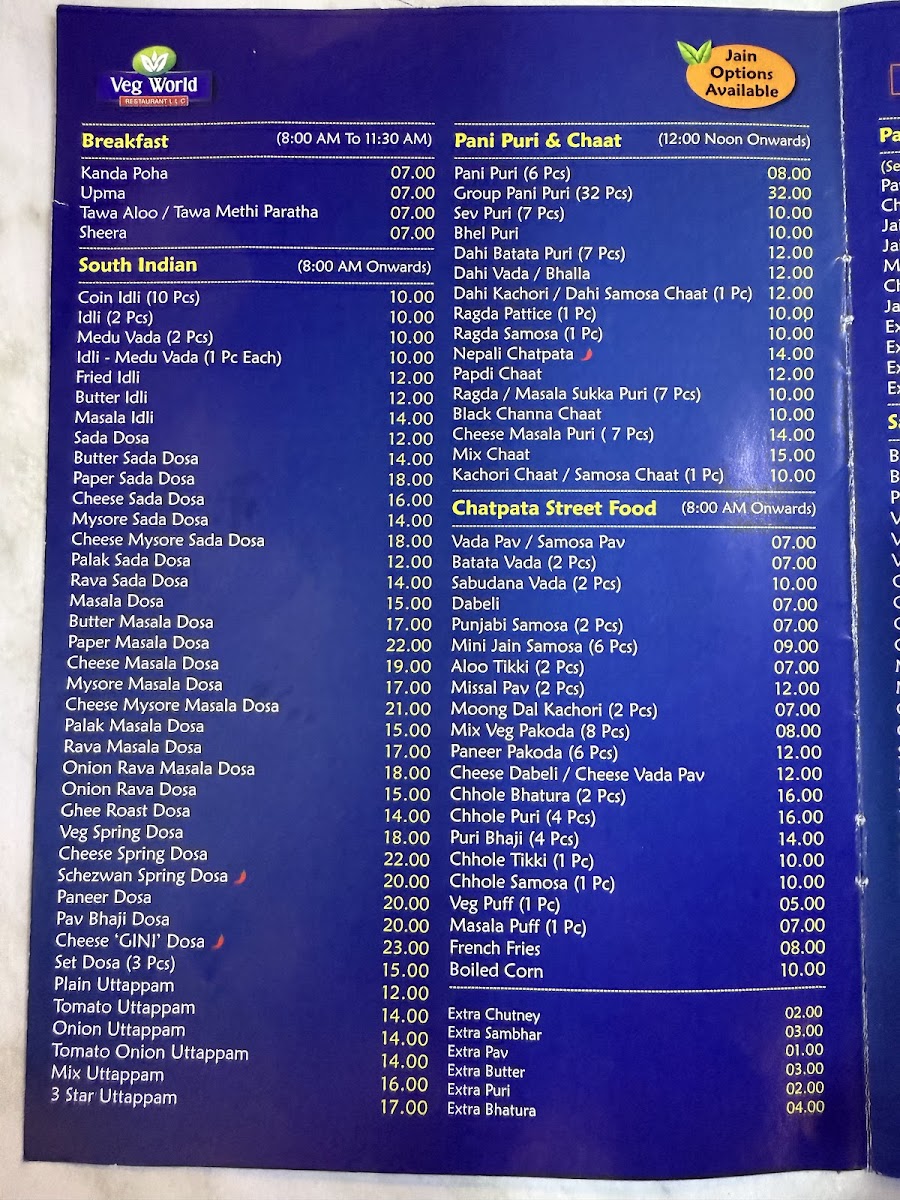 Veg World
RESTAURANT L L C
Jain
Options
Available
Breakfast (8:00 AM To 11:30 AM)
Kanda Poha 07.00
Upma 07.00
Tawa Aloo / Tawa Methi Paratha 07.00
Sheera 07.00
South Indian (8:00 AM Onwards)
Coin Idli (10 Pcs) 10.00
Idli (2 Pcs) 10.00
Medu Vada (2 Pcs) 10.00
Idli - Medu Vada (1 Pc Each) 10.00
Fried Idli 12.00
Butter Idli 12.00
Masala Idli 14.00
Sada Dosa 12.00
Butter Sada Dosa 14.00
Paper Sada Dosa 18.00
Cheese Sada Dosa 16.00
Mysore Sada Dosa 14.00
Cheese Mysore Sada Dosa 18.00
Palak Sada Dosa 12.00
Rava Sada Dosa 14.00
Masala Dosa 15.00
Butter Masala Dosa 17.00
Paper Masala Dosa 22.00
Cheese Masala Dosa 19.00
Mysore Masala Dosa 17.00
Cheese Mysore Masala Dosa 21.00
Palak Masala Dosa 15.00
Rava Masala Dosa 17.00
Onion Rava Masala Dosa 18.00
Onion Rava Dosa 15.00
Ghee Roast Dosa 14.00
Veg Spring Dosa 18.00
Cheese Spring Dosa 22.00
Schezwan Spring Dosa 20.00
Paneer Dosa 20.00
Pav Bhaji Dosa 20.00
Cheese ‘GINI’ Dosa 23.00
Set Dosa (3 Pcs) 15.00
Plain Uttappam 12.00
Tomato Uttappam 14.00
Onion Uttappam 14.00
Tomato Onion Uttappam 14.00
Mix Uttappam 16.00
3 Star Uttappam 17.00
Pani Puri & Chaat (12:00 Noon Onwards)
Pani Puri (6 Pcs) 08.00
Group Pani Puri (32 Pcs) 32.00
Sev Puri (7 Pcs) 10.00
Bhel Puri 10.00
Dahi Batata Puri (7 Pcs) 12.00
Dahi Vada / Bhalla 12.00
Dahi Kachori / Dahi Samosa Chaat (1 Pc) 12.00
Ragda Pattice (1 Pc) 10.00
Ragda Samosa (1 Pc) 10.00
Nepali Chatpata 14.00
Papdi Chaat 12.00
Ragda / Masala Sukka Puri (7 Pcs) 10.00
Black Channa Chaat 10.00
Cheese Masala Puri ( 7 Pcs) 14.00
Mix Chaat 15.00
Kachori Chaat / Samosa Chaat (1 Pc) 10.00
Chatpata Street Food (8:00 AM Onwards)
Vada Pav / Samosa Pav 07.00
Batata Vada (2 Pcs) 07.00
Sabudana Vada (2 Pcs) 10.00
Dabeli 07.00
Punjabi Samosa (2 Pcs) 07.00
Mini Jain Samosa (6 Pcs) 09.00
Aloo Tikki (2 Pcs) 07.00
Missal Pav (2 Pcs) 12.00
Moong Dal Kachori (2 Pcs) 07.00
Mix Veg Pakoda (8 Pcs) 08.00
Paneer Pakoda (6 Pcs) 12.00
Cheese Dabeli / Cheese Vada Pav 12.00
Chhole Bhatura (2 Pcs) 16.00
Chhole Puri (4 Pcs) 16.00
Puri Bhaji (4 Pcs) 14.00
Chhole Tikki (1 Pc) 10.00
Chhole Samosa (1 Pc) 10.00
Veg Puff (1 Pc) 05.00
Masala Puff (1 Pc) 07.00
French Fries 08.00
Boiled Corn 10.00
Extra Chutney 02.00
Extra Sambhar 03.00
Extra Pav 01.00
Extra Butter 03.00
Extra Puri 02.00
Extra Bhatura 04.00